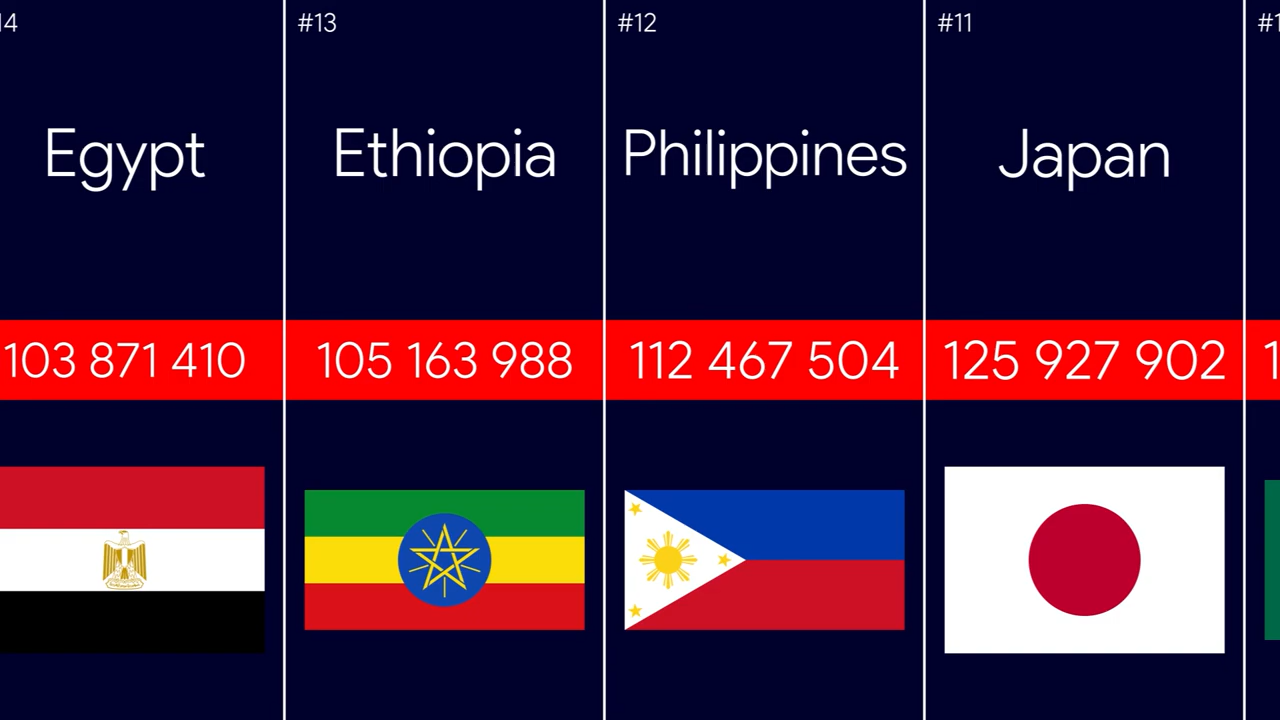 #13
#12
#11
Egypt
Ethiopia
Philippines
Japan
103 871 410
105 163 988
112 467 504
125 927 902